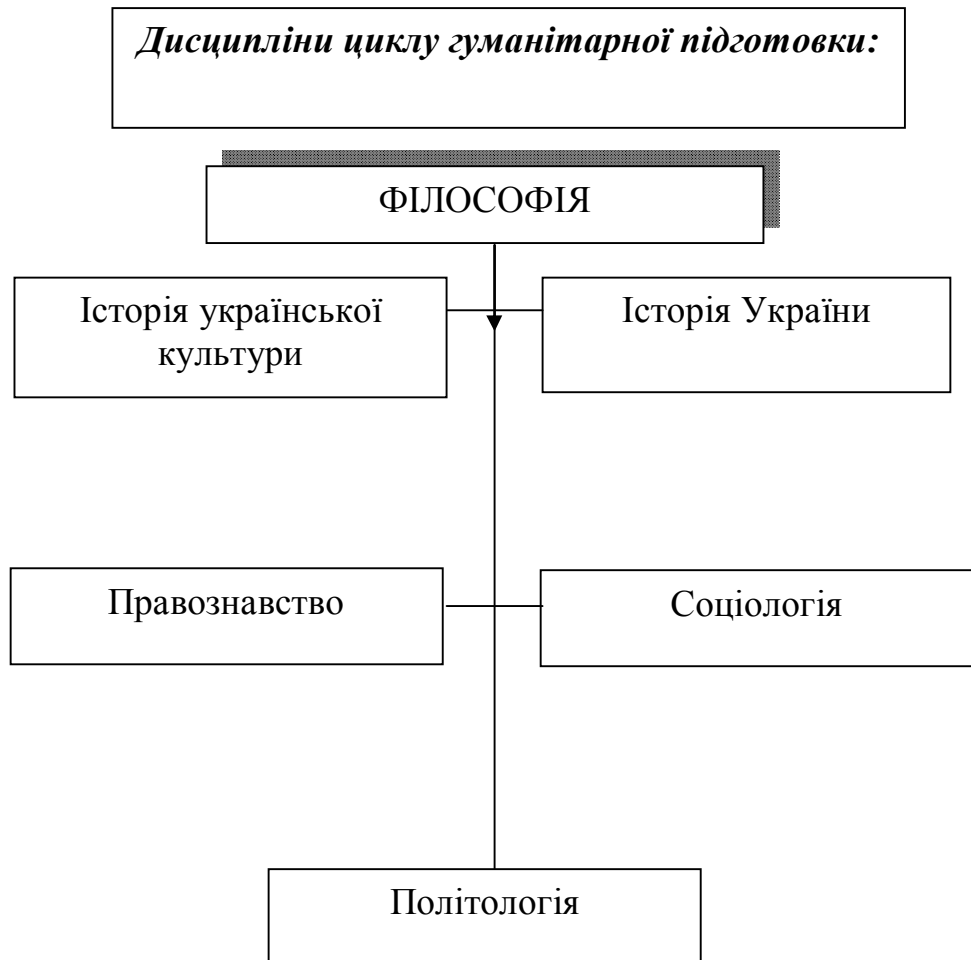 Дисципліни циклу гуманітарної підготовки:
ФІЛОСОФІЯ
Історія української
культури
Історія України
Правознавство
Соціологія
Політологія